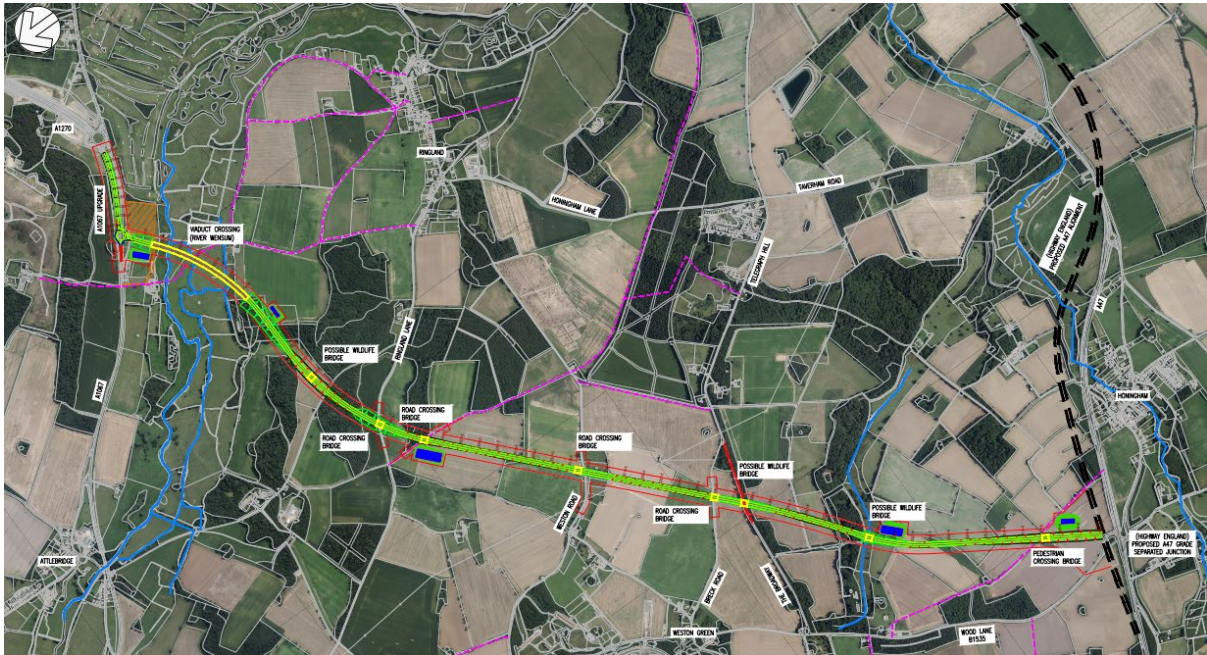 A1270
A1067 UPGRADE
VIADUCT CROSSING
(RIVER WENSUM)
RINGLAND
HONINGHAM LANE
TAVERHAM ROAD
TELEGRAPH HILL
(HIGHWAY ENGLAND)
PROPOSED A47 ALIGNMENT
A47
HONINGHAM
A1067
RINGLAND LANE
POSSIBLE WILDLIFE
BRIDGE
ROAD CROSSING
BRIDGE
ROAD CROSSING
BRIDGE
ROAD CROSSING
BRIDGE
WESTON ROAD
POSSIBLE WILDLIFE
BRIDGE
ROAD CROSSING
BRIDGE
POSSIBLE WILDLIFE
BRIDGE
PEDESTRIAN
CROSSING BRIDGE
(HIGHWAY ENGLAND)
PROPOSED A47 GRADE
SEPARATED JUNCTION
ATTLEBRIDGE
BRECK ROAD
THE BROADWAY
WESTON GREEN
WOOD LANE
B1535